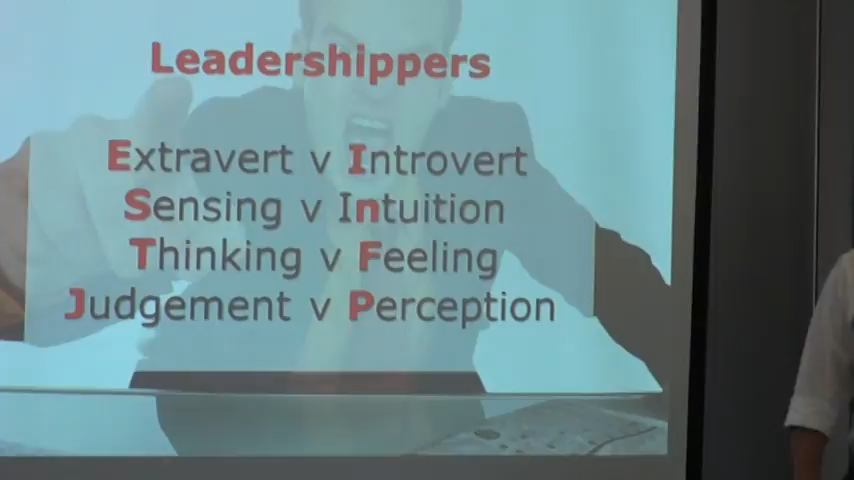 Leadershippers
Extravert v Introvert
Sensing v Intuition
Thinking v Feeling
Judgement v Perception